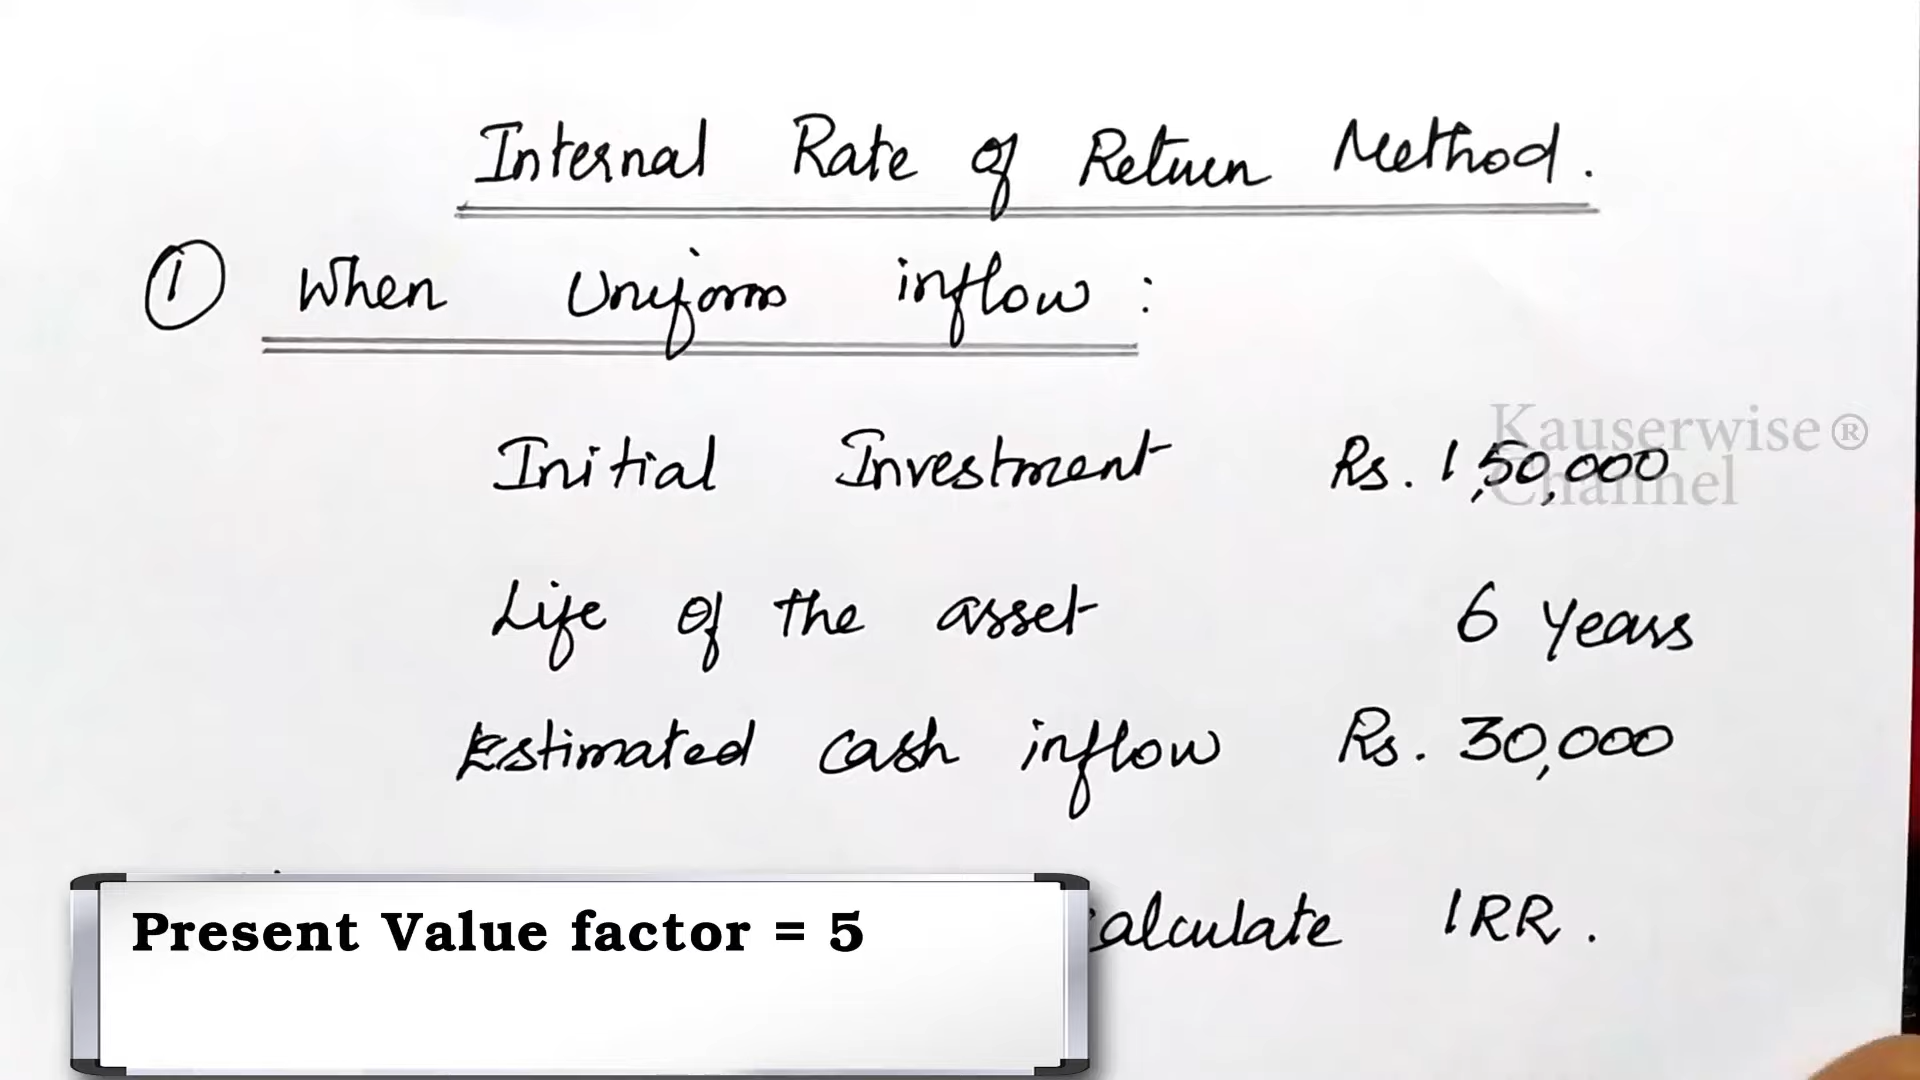 Internal Rate of Return Method.
① When Uniform inflow :
Kauserwise®
Channel
Initial Investment Rs. 1,50,000
Life of the asset 6 Years
Estimated cash inflow Rs. 30,000
alculate IRR.
Present Value factor = 5